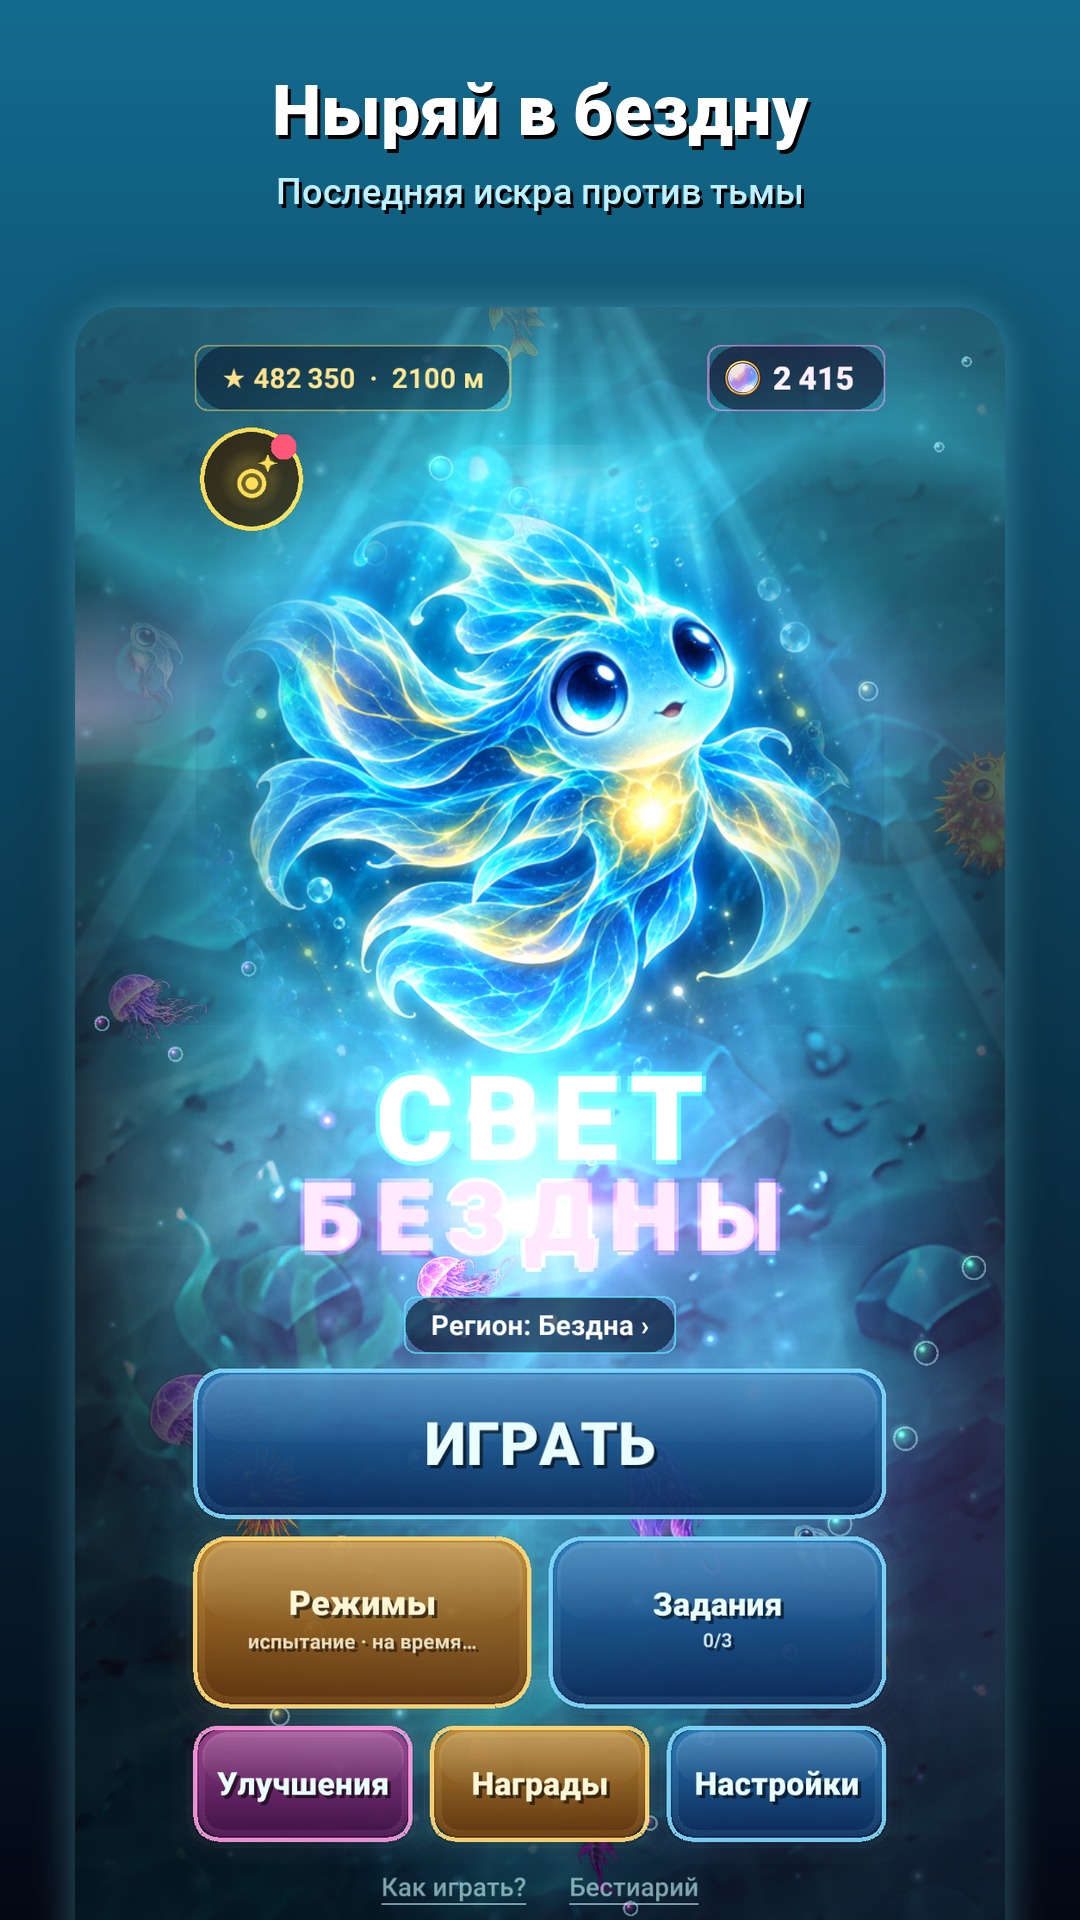 Ныряй в бездну
Последняя искра против тьмы
★ 482 350 · 2100 м
2 415
СВЕТ
БЕЗДНЫ
Регион: Бездна ›
ИГРАТЬ
Режимы
испытание · на время...
Задания
0/3
Улучшения
Награды
Настройки
Как играть?
Бестиарий